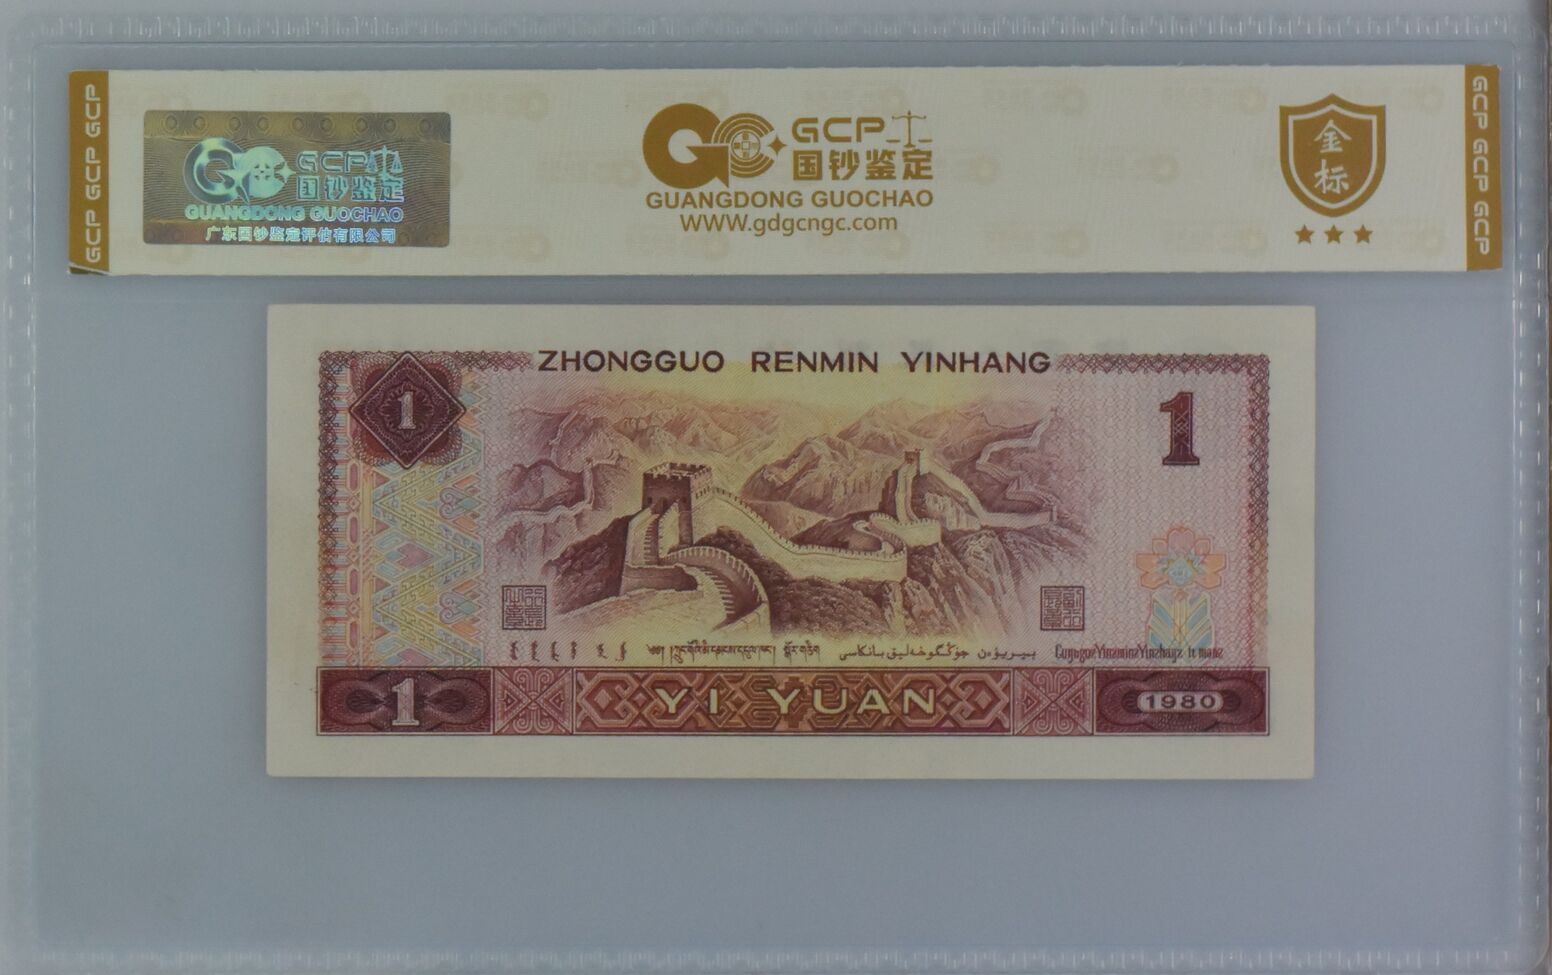 GCP GCP GCP
GCP
国钞鉴定
GUANGDONG GUOCHAO
广东国钞鉴定评估有限公司
GCP
国钞鉴定
GUANGDONG GUOCHAO
WWW.gdgcngc.com
金
标
GCP GCP GCP
ZHONGGUO RENMIN YINHANG
1
1
1
YI YUAN
1980